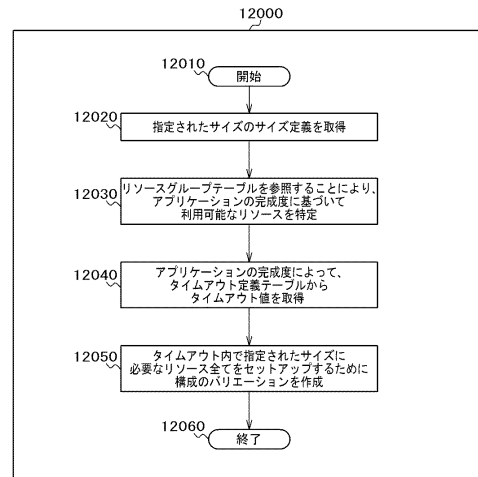 12000
12010
開始
12020
指定されたサイズのサイズ定義を取得
12030
リソースグループテーブルを参照することにより、
アプリケーションの完成度に基づいて
利用可能なリソースを特定
12040
アプリケーションの完成度によって、
タイムアウト定義テーブルから
タイムアウト値を取得
12050
タイムアウト内で指定されたサイズに
必要なリソース全てをセットアップするために
構成のバリエーションを作成
12060
終了